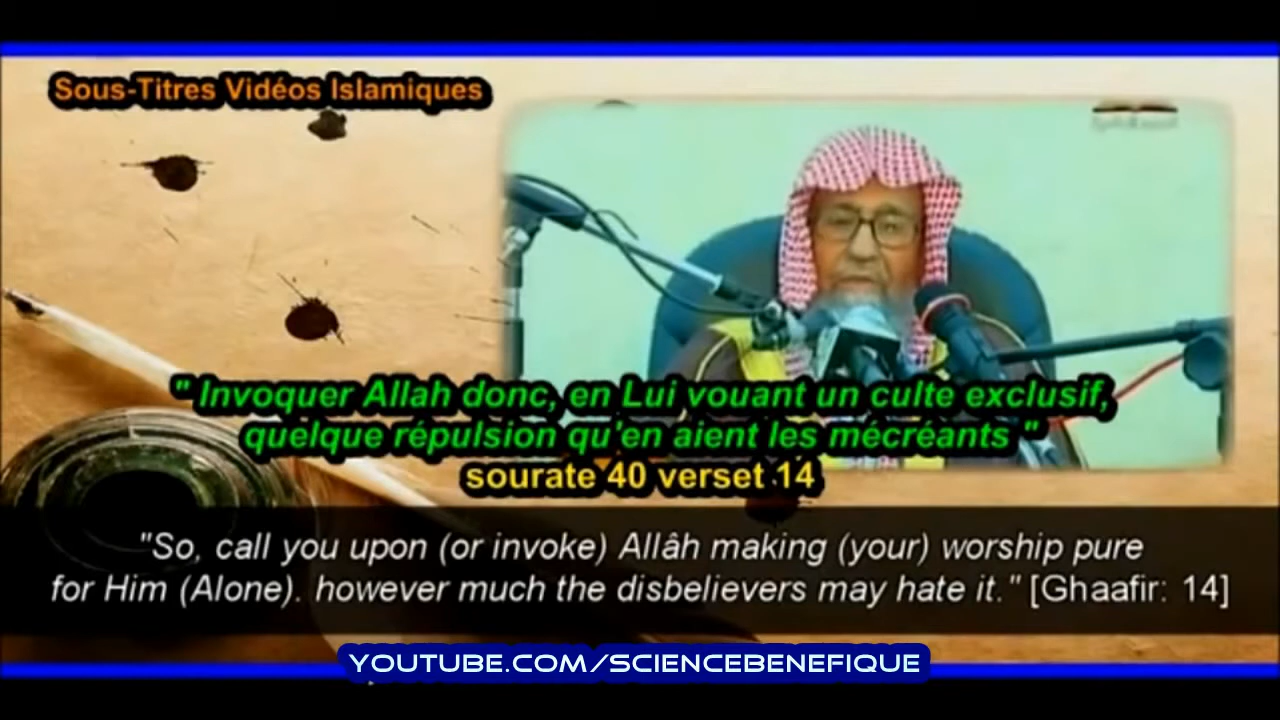 Sous-Titres Vidéos Islamiques
" Invoquer Allah donc, en Lui vouant un culte exclusif,
quelque répulsion qu'en aient les mécréants "
sourate 40 verset 14
"So, call you upon (or invoke) Allâh making (your) worship pure
for Him (Alone). however much the disbelievers may hate it." [Ghaafir: 14]
YOUTUBE.COM/SCIENCEBENEFIQUE